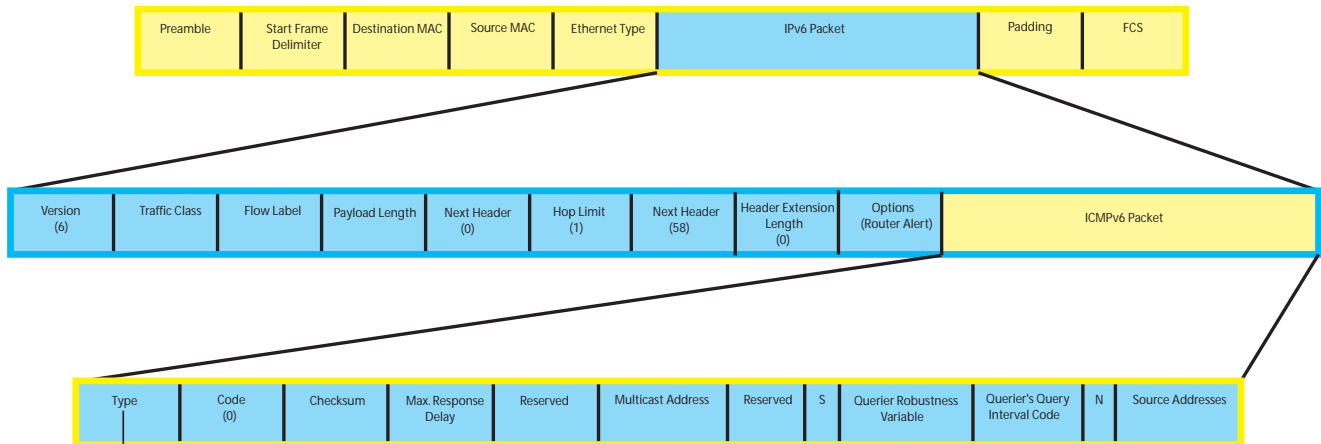 Preamble
Start Frame
Delimiter
Destination MAC
Source MAC
Ethernet Type
IPv6 Packet
Padding
FCS
Version
(6)
Traffic Class
Flow Label
Payload Length
Next Header
(0)
Hop Limit
(1)
Next Header
(58)
Header Extension
Length
(0)
Options
(Router Alert)
ICMPv6 Packet
Type
Code
(0)
Checksum
Max. Response
Delay
Reserved
Multicast Address
Reserved
S
Querier Robustness
Variable
Querier's Query
Interval Code
N
Source Addresses